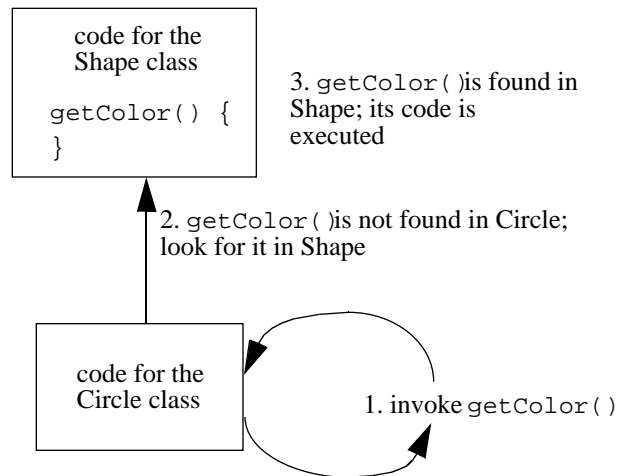 code for the
Shape class
getColor() {
}
3. getColor()is found in
Shape; its code is
executed
2. getColor()is not found in Circle;
look for it in Shape
code for the
Circle class
1. invoke getColor()